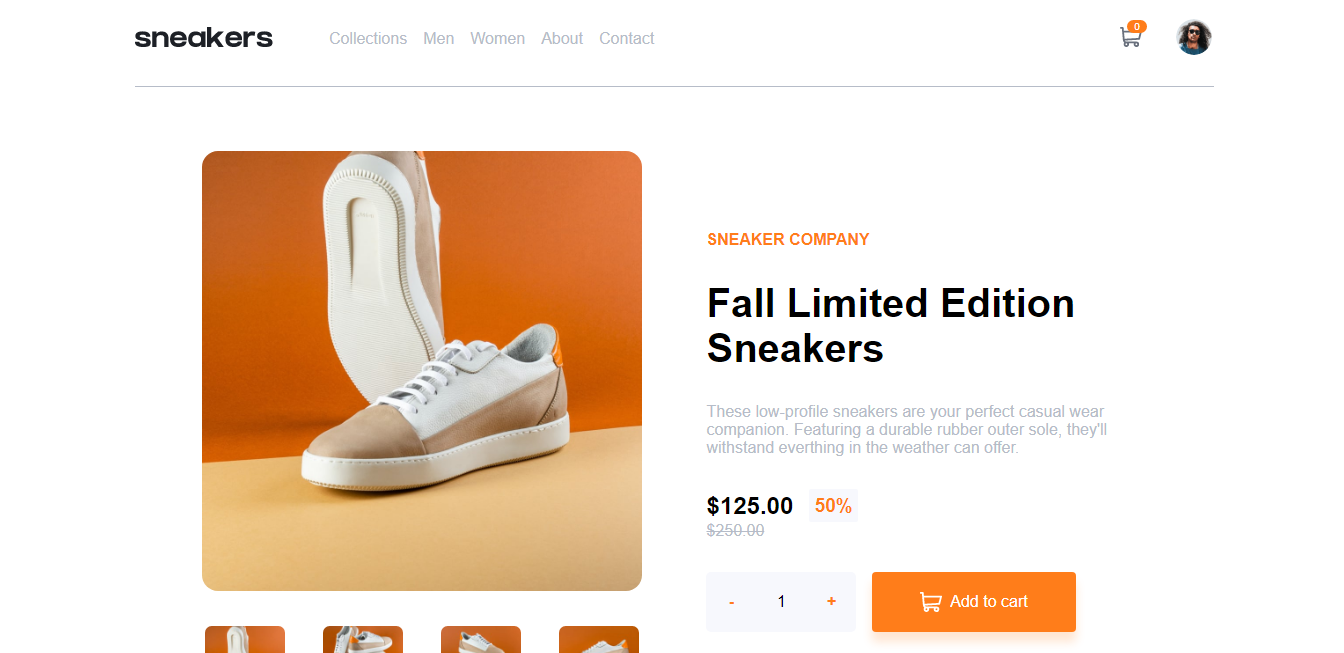 sneakers
Collections Men Women About Contact
0
SNEAKER COMPANY
Fall Limited Edition
Sneakers
These low-profile sneakers are your perfect casual wear
companion. Featuring a durable rubber outer sole, they'll
withstand everthing in the weather can offer.
$125.00 50%
$250.00
- 1 + Add to cart